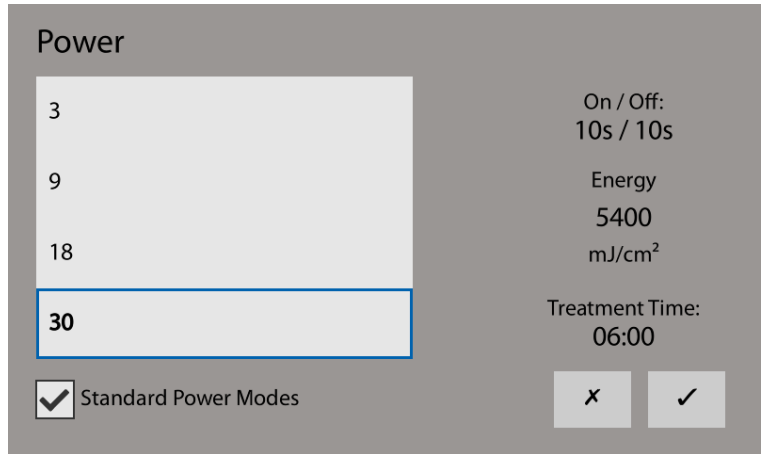 Power
3
9
18
30
Standard Power Modes
On / Off:
10s / 10s
Energy
5400
mJ/cm²
Treatment Time:
06:00
✗ ✓